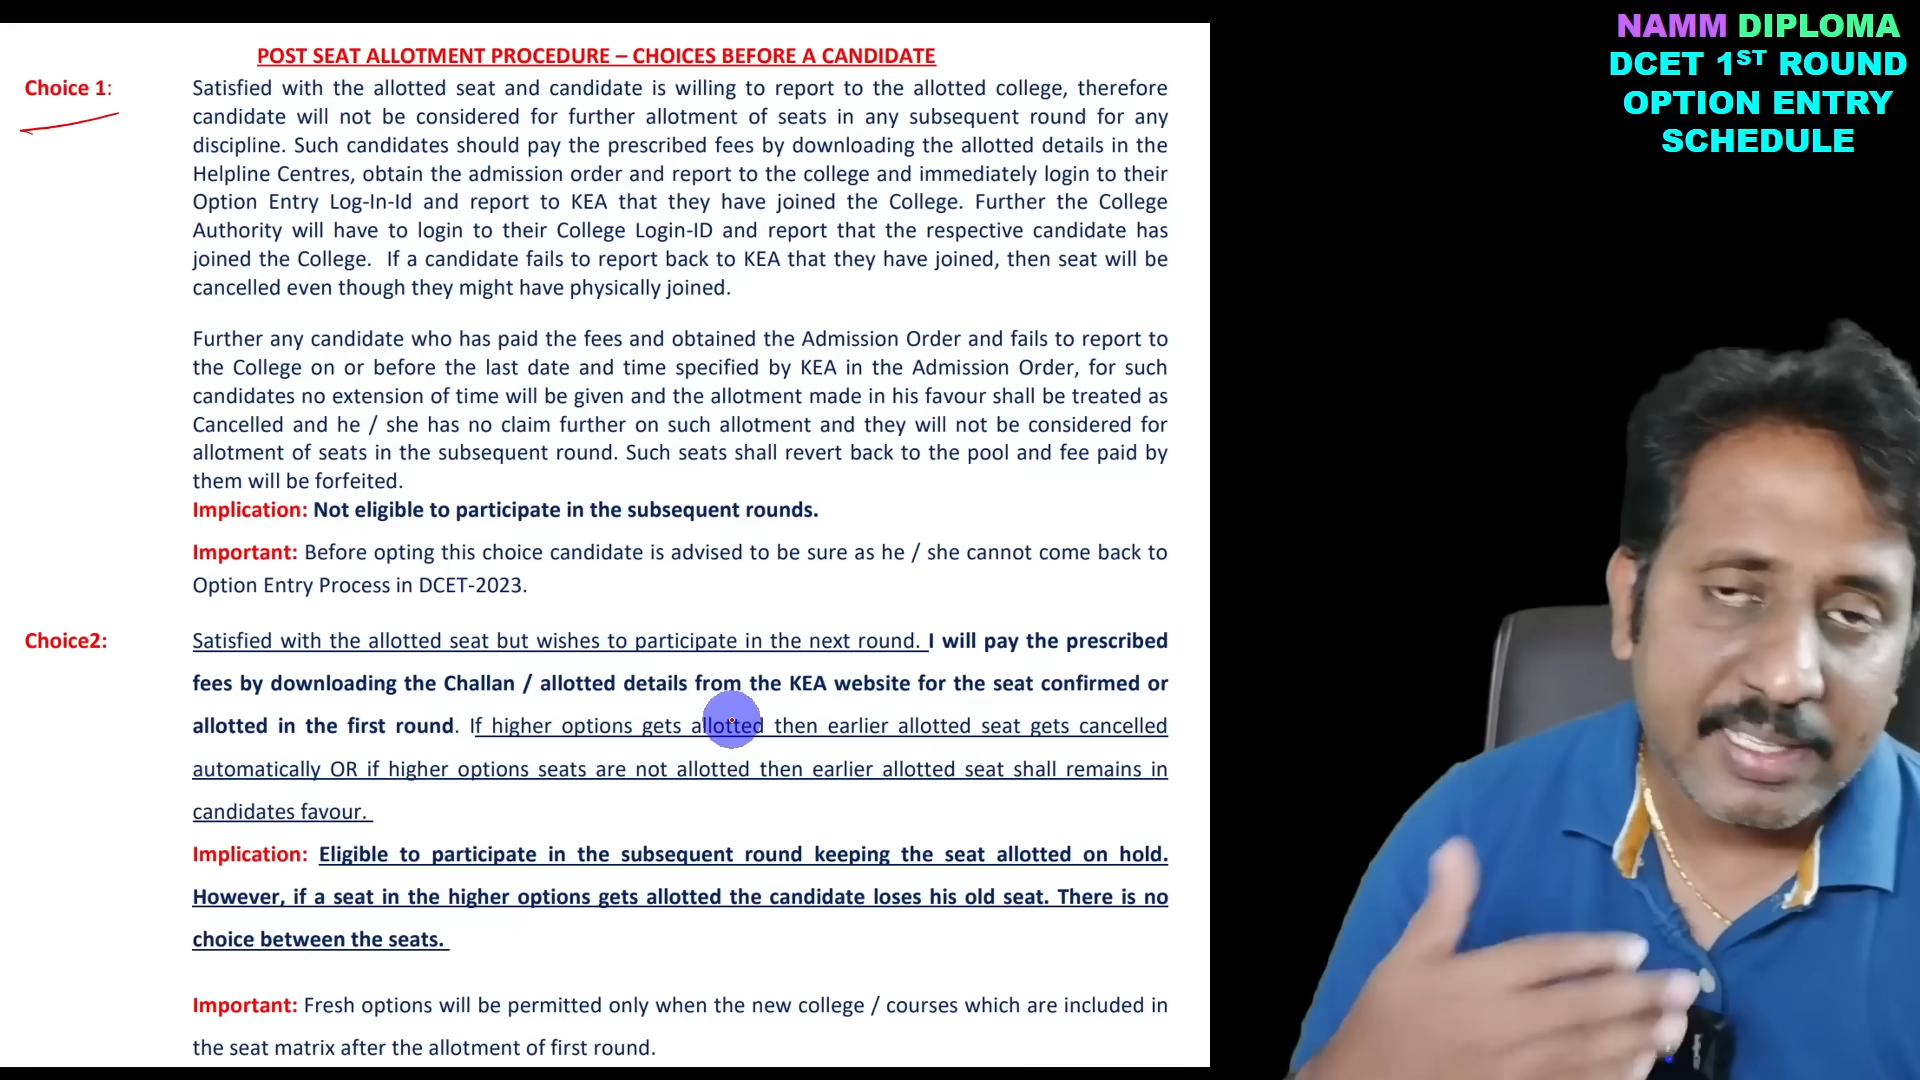 POST SEAT ALLOTMENT PROCEDURE – CHOICES BEFORE A CANDIDATE
Choice 1:
Satisfied with the allotted seat and candidate is willing to report to the allotted college, therefore
candidate will not be considered for further allotment of seats in any subsequent round for any
discipline. Such candidates should pay the prescribed fees by downloading the allotted details in the
Helpline Centres, obtain the admission order and report to the college and immediately login to their
Option Entry Log-In-Id and report to KEA that they have joined the College. Further the College
Authority will have to login to their College Login-ID and report that the respective candidate has
joined the College. If a candidate fails to report back to KEA that they have joined, then seat will be
cancelled even though they might have physically joined.
Further any candidate who has paid the fees and obtained the Admission Order and fails to report to
the College on or before the last date and time specified by KEA in the Admission Order, for such
candidates no extension of time will be given and the allotment made in his favour shall be treated as
Cancelled and he / she has no claim further on such allotment and they will not be considered for
allotment of seats in the subsequent round. Such seats shall revert back to the pool and fee paid by
them will be forfeited.
Implication: Not eligible to participate in the subsequent rounds.
Important: Before opting this choice candidate is advised to be sure as he / she cannot come back to
Option Entry Process in DCET-2023.
Choice2:
Satisfied with the allotted seat but wishes to participate in the next round. I will pay the prescribed
fees by downloading the Challan / allotted details from the KEA website for the seat confirmed or
allotted in the first round. If higher options gets allotted then earlier allotted seat gets cancelled
automatically OR if higher options seats are not allotted then earlier allotted seat shall remains in
candidates favour.
Implication: Eligible to participate in the subsequent round keeping the seat allotted on hold.
However, if a seat in the higher options gets allotted the candidate loses his old seat. There is no
choice between the seats.
Important: Fresh options will be permitted only when the new college / courses which are included in
the seat matrix after the allotment of first round.
NAMM DIPLOMA
DCET 1ST ROUND
OPTION ENTRY
SCHEDULE